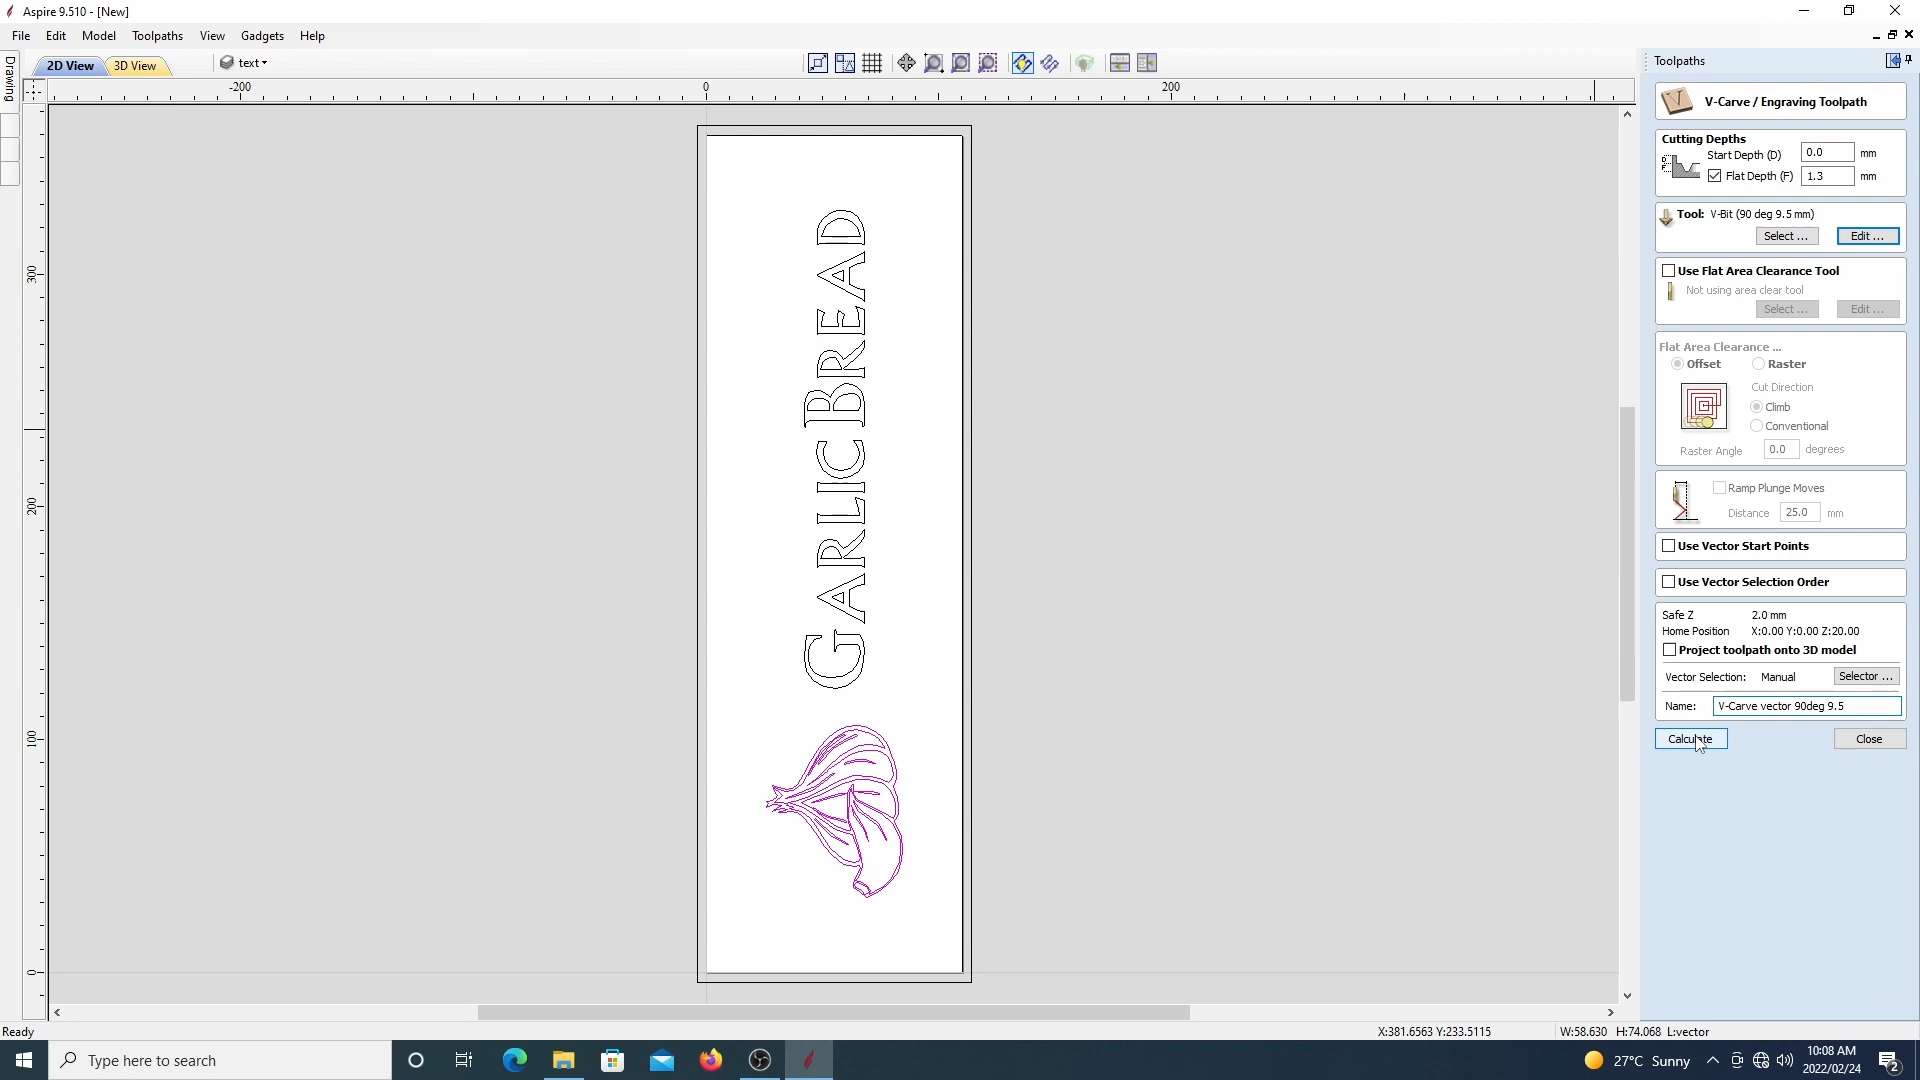 Aspire 9.510 - [New]
File Edit Model Toolpaths View Gadgets Help
Drawing
2D View 3D View text
-200 0 200
300
200
100
0
GARLICBREAD
Toolpaths
V-Carve / Engraving Toolpath
Cutting Depths
Start Depth (D) 0.0 mm
Flat Depth (F) 1.3 mm
Tool: V-Bit (90 deg 9.5 mm)
Select ... Edit ...
Use Flat Area Clearance Tool
Not using area clear tool
Select ... Edit ...
Flat Area Clearance ...
Offset Raster
Cut Direction
Climb
Conventional
Raster Angle 0.0 degrees
Ramp Plunge Moves
Distance 25.0 mm
Use Vector Start Points
Use Vector Selection Order
Safe Z 2.0 mm
Home Position X:0.00 Y:0.00 Z:20.00
Project toolpath onto 3D model
Vector Selection: Manual Selector ...
Name: V-Carve vector 90deg 9.5
Calculate Close
Ready X:381.6563 Y:233.5115 W:58.630 H:74.068 L:vector
Type here to search
27°C Sunny
10:08 AM
2022/02/24
2